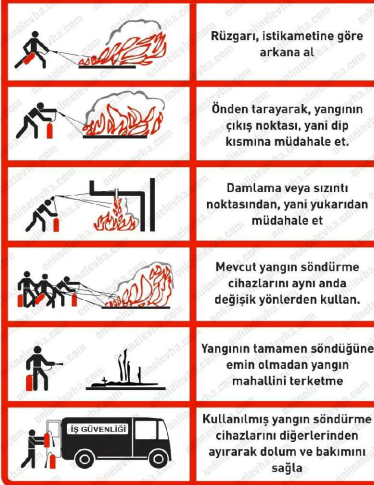 Rüzgarı, istikametine göre
arkana al
Önden tarayarak, yangının
çıkış noktası, yani dip
kısmına müdahale et.
Damlama veya sızıntı
noktasından, yani yukarıdan
müdahale et
Mevcut yangın söndürme
cihazlarını aynı anda
değişik yönlerden kullan.
Yangının tamamen söndüğüne
emin olmadan yangın
mahallini terketme
İŞ GÜVENLİĞİ
Kullanılmış yangın söndürme
cihazlarını diğerlerinden
ayırarak dolum ve bakımını
sağla
onlinelevha.com